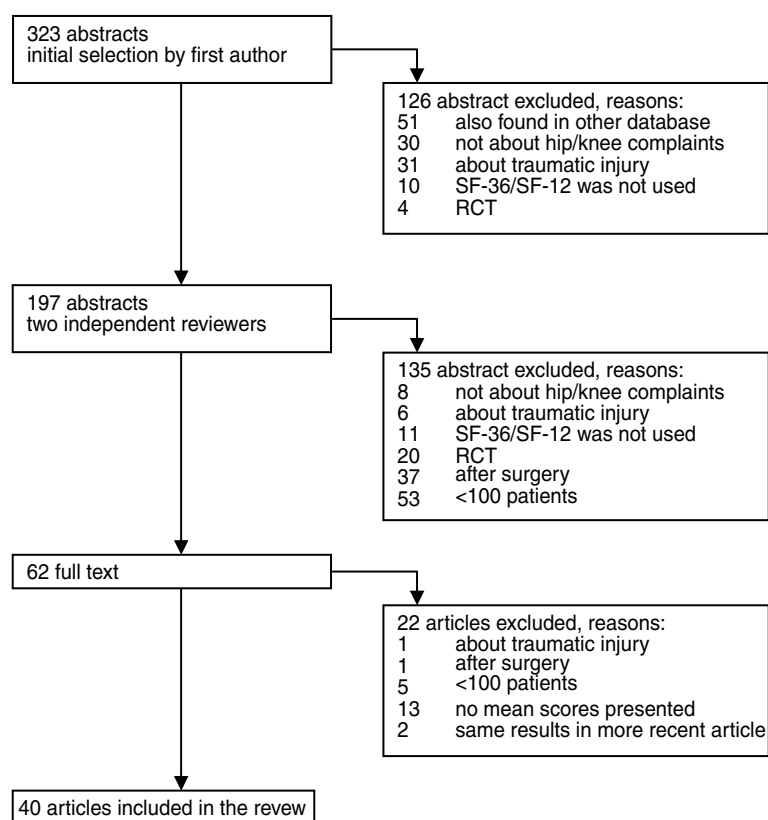 323 abstracts
initial selection by first author
126 abstract excluded, reasons:
51 also found in other database
30 not about hip/knee complaints
31 about traumatic injury
10 SF-36/SF-12 was not used
4 RCT
197 abstracts
two independent reviewers
135 abstract excluded, reasons:
8 not about hip/knee complaints
6 about traumatic injury
11 SF-36/SF-12 was not used
20 RCT
37 after surgery
53 <100 patients
62 full text
22 articles excluded, reasons:
1 about traumatic injury
1 after surgery
5 <100 patients
13 no mean scores presented
2 same results in more recent article
40 articles included in the revew